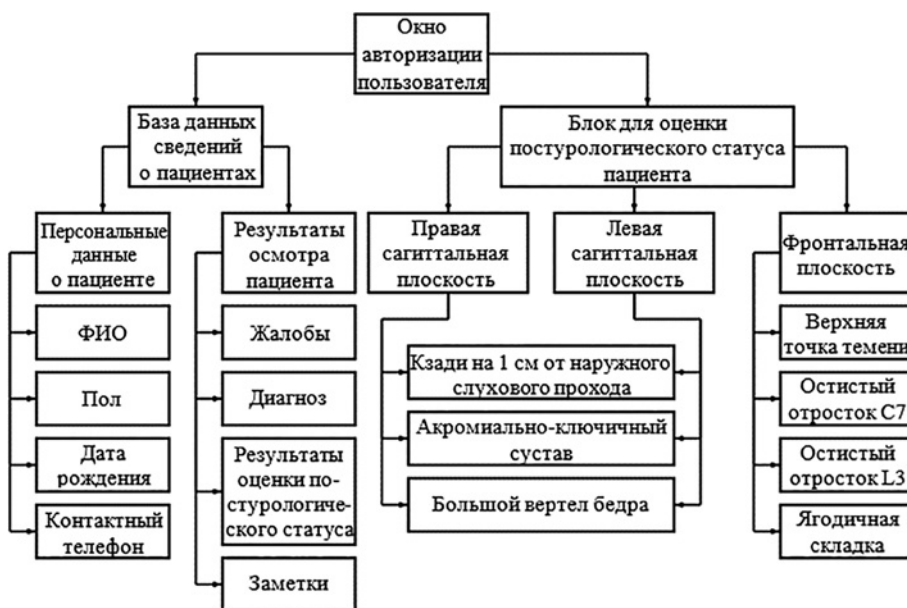 Окно
авторизации
пользователя
База данных
сведений
о пациентах
Блок для оценки
постурологического статуса
пациента
Персональные
данные
о пациенте
Результаты
осмотра
пациента
Правая
сагиттальная
плоскость
Левая
сагиттальная
плоскость
Фронтальная
плоскость
ФИО
Пол
Дата
рождения
Контактный
телефон
Жалобы
Диагноз
Результаты
оценки по-
стурологиче-
ского статуса
Заметки
Кзади на 1 см от наружного
слухового прохода
Акромиально-ключичный
сустав
Большой вертел бедра
Верхняя
точка темени
Остистый
отросток C7
Остистый
отросток L3
Ягодичная
складка